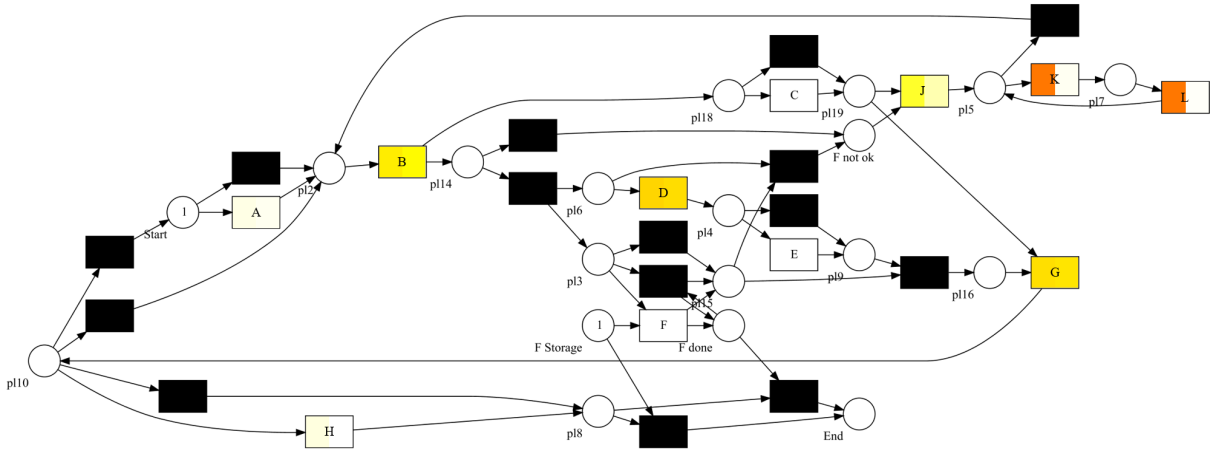 K
pl7
L
J
pl5
C
pl18
pl19
F not ok
B
pl14
pl2
1
Start
A
D
pl6
pl4
E
pl9
pl3
pl15
G
pl16
1
F
F Storage
F done
pl10
H
pl8
End